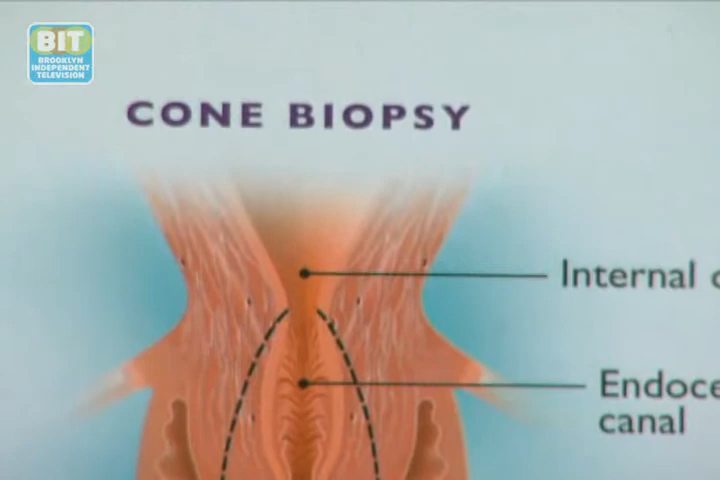 BIT
BROOKLYN
INDEPENDENT
TELEVISION
CONE BIOPSY
Internal
canal